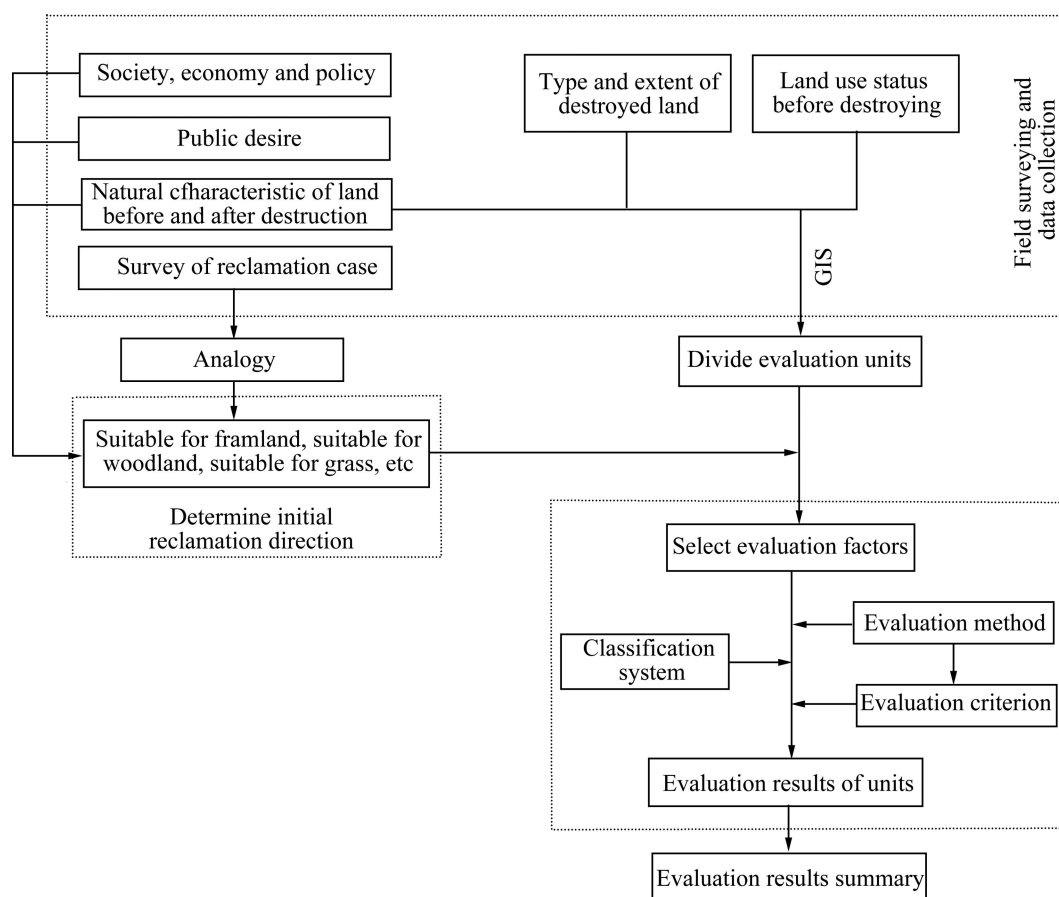 Society, economy and policy
Type and extent of
destroyed land
Land use status
before destroying
Public desire
Natural cfharacteristic of land
before and after destruction
Survey of reclamation case
GIS
Field surveying and
data collection
Analogy
Divide evaluation units
Suitable for framland, suitable for
woodland, suitable for grass, etc
Determine initial
reclamation direction
Select evaluation factors
Evaluation method
Classification
system
Evaluation criterion
Evaluation results of units
Evaluation results summary